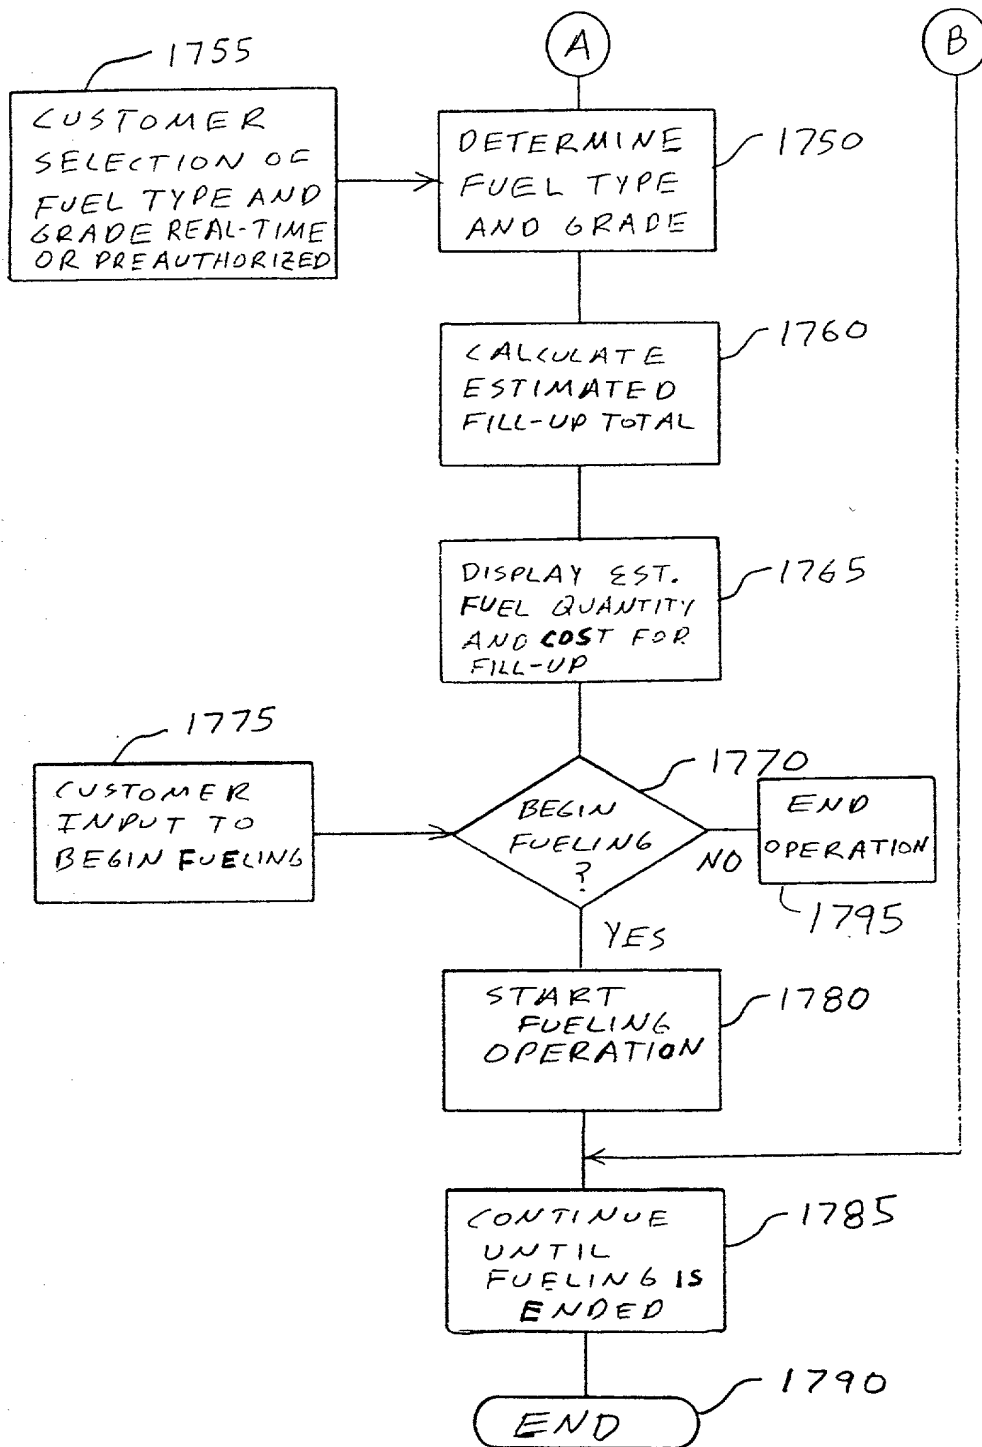 A
B
1755
CUSTOMER
SELECTION OF
FUEL TYPE AND
GRADE REAL-TIME
OR PREAUTHORIZED
DETERMINE
FUEL TYPE
AND GRADE
1750
CALCULATE
ESTIMATED
FILL-UP TOTAL
1760
DISPLAY EST.
FUEL QUANTITY
AND COST FOR
FILL-UP
1765
1775
CUSTOMER
INPUT TO
BEGIN FUELING
BEGIN
FUELING
?
1770
NO
END
OPERATION
1795
YES
START
FUELING
OPERATION
1780
CONTINUE
UNTIL
FUELING IS
ENDED
1785
END
1790